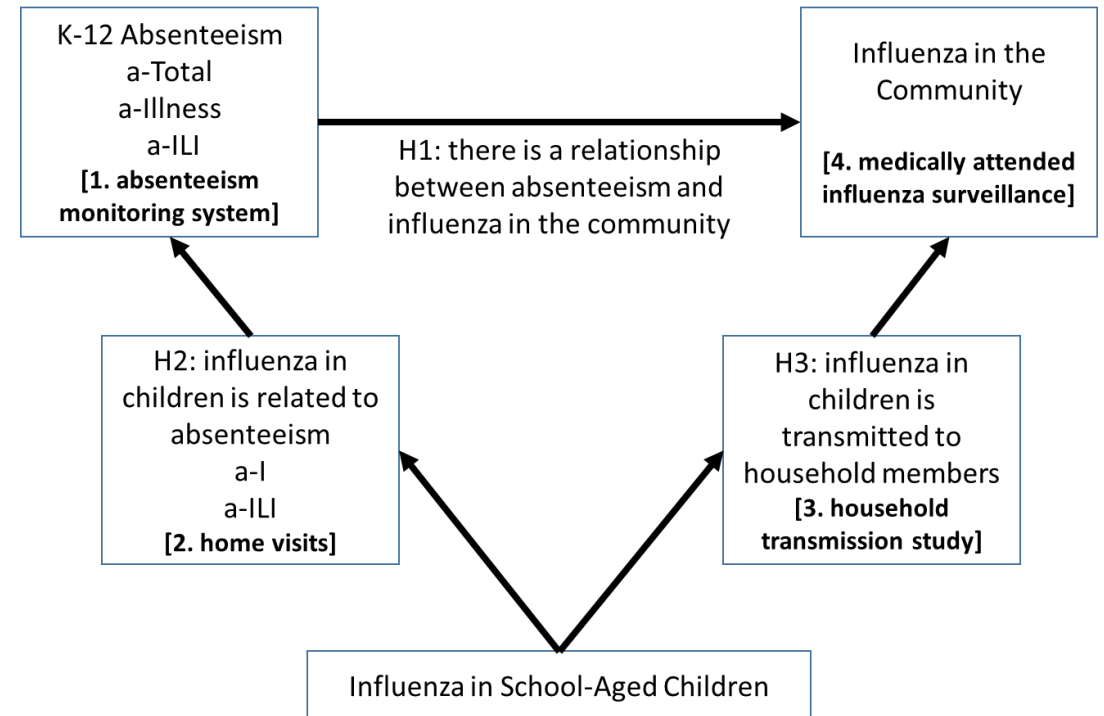 K-12 Absenteeism
a-Total
a-Illness
a-ILI
[1. absenteeism
monitoring system]
H1: there is a relationship
between absenteeism and
influenza in the community
Influenza in the
Community
[4. medically attended
influenza surveillance]
H2: influenza in
children is related to
absenteeism
a-I
a-ILI
[2. home visits]
H3: influenza in
children is
transmitted to
household members
[3. household
transmission study]
Influenza in School-Aged Children